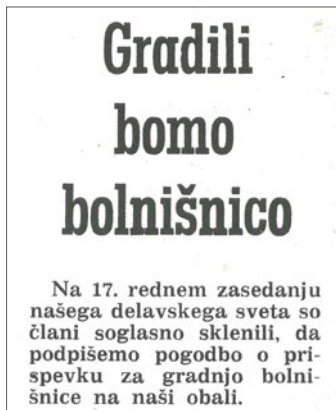 Gradili
bomo
bolnišnico
Na 17. rednem zasedanju
našega delavskega sveta so
člani soglasno sklenili, da
podpišemo pogodbo o pri-
spevku za gradnjo bolni-
šnice na naši obali.